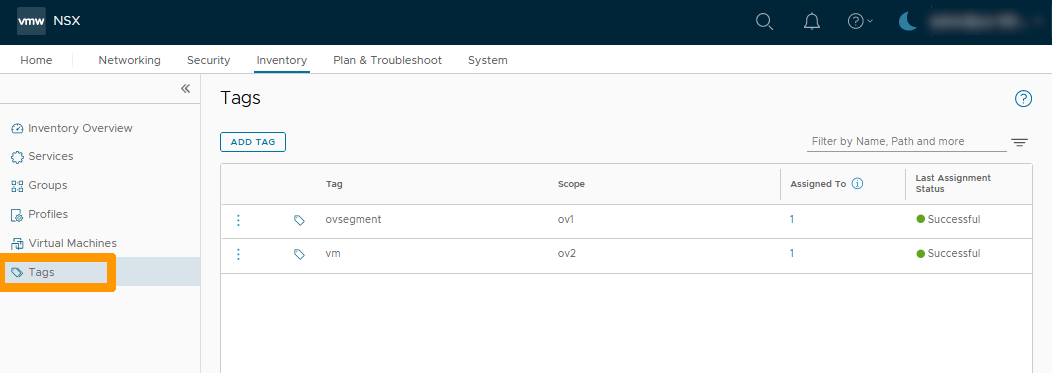 vmw NSX
Home Networking Security Inventory Plan & Troubleshoot System
Tags
Inventory Overview
Services
Groups
Profiles
Virtual Machines
Tags
ADD TAG
Filter by Name, Path and more
Tag Scope Assigned To Last Assignment Status
ovsegment ov1 1 Successful
vm ov2 1 Successful